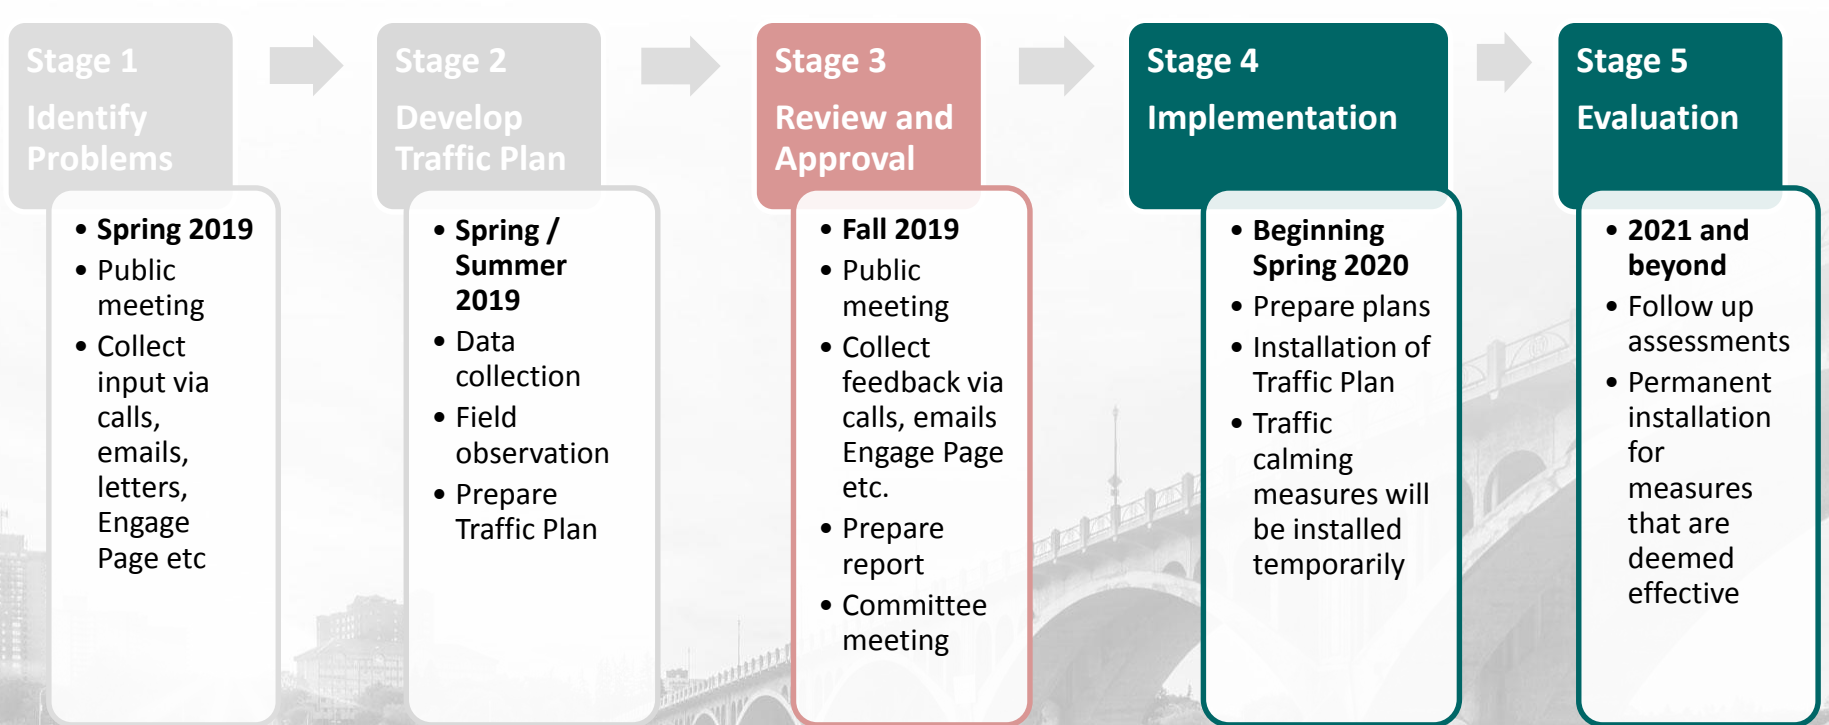 Stage 1
Identify
Problems
• Spring 2019
• Public
meeting
• Collect
input via
calls,
emails,
letters,
Engage
Page etc
Stage 2
Develop
Traffic Plan
• Spring /
Summer
2019
• Data
collection
• Field
observation
• Prepare
Traffic Plan
Stage 3
Review and
Approval
• Fall 2019
• Public
meeting
• Collect
feedback via
calls, emails
Engage Page
etc.
• Prepare
report
• Committee
meeting
Stage 4
Implementation
• Beginning
Spring 2020
• Prepare plans
• Installation of
Traffic Plan
• Traffic
calming
measures will
be installed
temporarily
Stage 5
Evaluation
• 2021 and
beyond
• Follow up
assessments
• Permanent
installation
for
measures
that are
deemed
effective